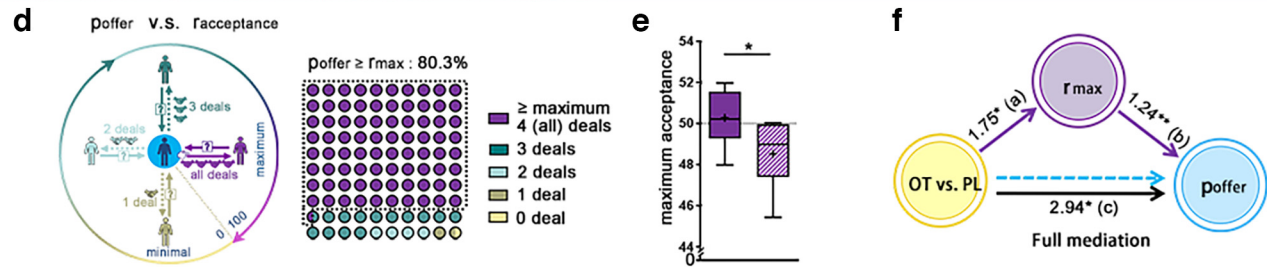 d
poffer v.s. racceptance
3 deals
?
2 deals
?
?
all deals
1 deal
?
minimal
maximum
0
100
poffer ≥ rmax : 80.3%
≥ maximum
4 (all) deals
3 deals
2 deals
1 deal
0 deal
e
maximum acceptance
54
52
50
48
46
44
0
*
f
rmax
1.75* (a)
1.24** (b)
OT vs. PL
poffer
2.94* (c)
Full mediation